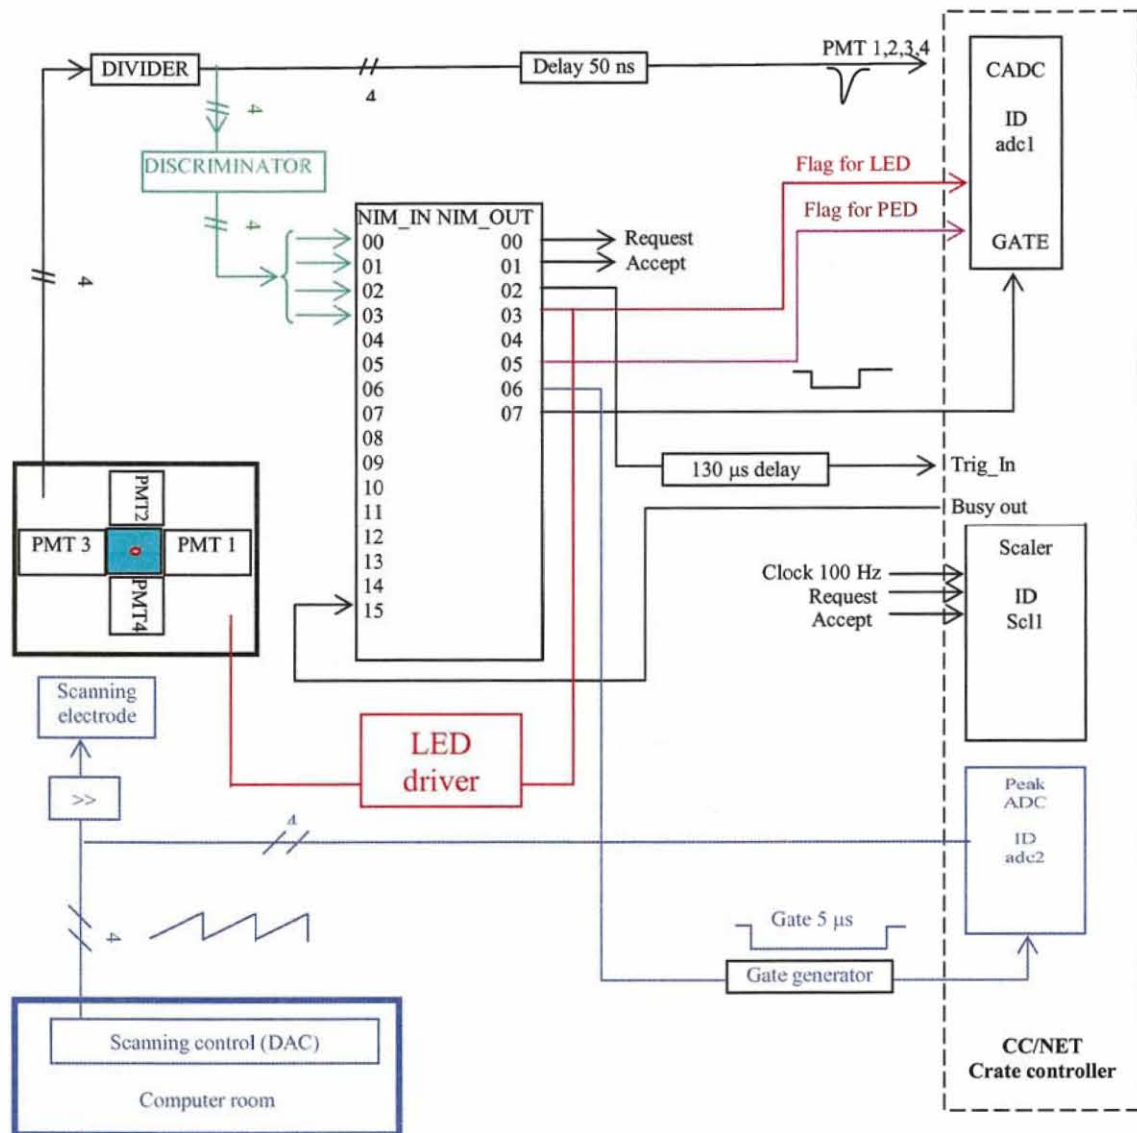 DIVIDER
4
Delay 50 ns
PMT 1,2,3,4
CADC
ID
adc1
GATE
4
DISCRIMINATOR
4
4
Flag for LED
Flag for PED
NIM_IN NIM_OUT
00 00
01 01
02 02
03 03
04 04
05 05
06 06
07 07
08
09
10
11
12
13
14
15
Request
Accept
130 μs delay
Trig_In
Busy out
PMT2
PMT 3
PMT 1
PMT4
Scaler
ID
Scl1
Clock 100 Hz
Request
Accept
Scanning
electrode
>>
LED
driver
Peak
ADC
ID
adc2
4
4
Gate 5 μs
Gate generator
Scanning control (DAC)
Computer room
CC/NET
Crate controller